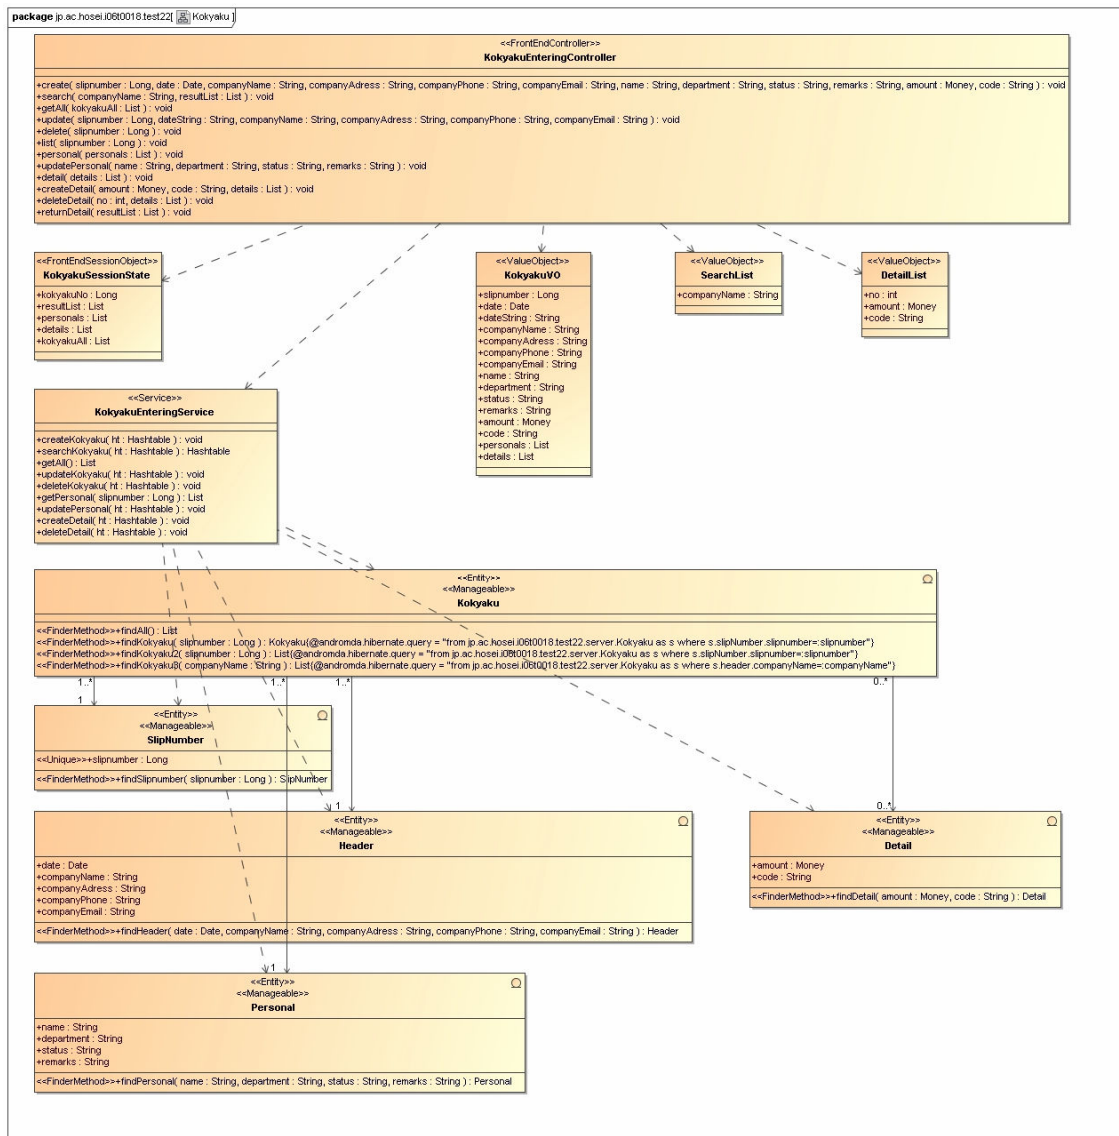 package jp.ac.hosei.i06t0018.test22[ Kokyaku ]
<<FrontEndController>>
KokyakuEnteringController
+create( slipnumber : Long, date : Date, companyName : String, companyAdress : String, companyPhone : String, companyEmail : String, name : String, department : String, status : String, remarks : String, amount : Money, code : String ) : void
+search( companyName : String, resultList : List ) : void
+getAll( kokyakuAll : List ) : void
+update( slipnumber : Long, dateString : String, companyName : String, companyAdress : String, companyPhone : String, companyEmail : String ) : void
+delete( slipnumber : Long ) : void
+list( slipnumber : Long ) : void
+personal( personals : List ) : void
+updatePersonal( name : String, department : String, status : String, remarks : String ) : void
+detail( details : List ) : void
+createDetail( amount : Money, code : String, details : List ) : void
+deleteDetail( no : int, details : List ) : void
+returnDetail( resultList : List ) : void
<<FrontEndSessionObject>>
KokyakuSessionState
+kokyakuNo : Long
+resultList : List
+personals : List
+details : List
+kokyakuAll : List
<<ValueObject>>
KokyakuVO
+slipnumber : Long
+date : Date
+dateString : String
+companyName : String
+companyAdress : String
+companyPhone : String
+companyEmail : String
+name : String
+department : String
+status : String
+remarks : String
+amount : Money
+code : String
+personals : List
+details : List
<<ValueObject>>
SearchList
+companyName : String
<<ValueObject>>
DetailList
+no : int
+amount : Money
+code : String
<<Service>>
KokyakuEnteringService
+createKokyaku( ht : Hashtable ) : void
+searchKokyaku( ht : Hashtable ) : Hashtable
+getAll() : List
+updateKokyaku( ht : Hashtable ) : void
+deleteKokyaku( ht : Hashtable ) : void
+getPersonal( slipnumber : Long ) : List
+updatePersonal( ht : Hashtable ) : void
+createDetail( ht : Hashtable ) : void
+deleteDetail( ht : Hashtable ) : void
<<Entity>>
<<Manageable>>
Kokyaku
<<FinderMethod>>+findAll() : List
<<FinderMethod>>+findKokyaku( slipnumber : Long ) : Kokyaku{@andromda.hibernate.query = "from jp.ac.hosei.i06t0018.test22.server.Kokyaku as s where s.slipNumber.slipnumber=:slipnumber"}
<<FinderMethod>>+findKokyaku2( slipnumber : Long ) : List{@andromda.hibernate.query = "from jp.ac.hosei.i06t0018.test22.server.Kokyaku as s where s.slipNumber.slipnumber=:slipnumber"}
<<FinderMethod>>+findKokyaku3( companyName : String ) : List{@andromda.hibernate.query = "from jp.ac.hosei.i06t0018.test22.server.Kokyaku as s where s.header.companyName=:companyName"}
1..* 1..* 1..* 0..*
1
<<Entity>>
<<Manageable>>
SlipNumber
<<Unique>>+slipnumber : Long
<<FinderMethod>>+findSlipnumber( slipnumber : Long ) : SlipNumber
1
0..*
<<Entity>>
<<Manageable>>
Header
+date : Date
+companyName : String
+companyAdress : String
+companyPhone : String
+companyEmail : String
<<FinderMethod>>+findHeader( date : Date, companyName : String, companyAdress : String, companyPhone : String, companyEmail : String ) : Header
<<Entity>>
<<Manageable>>
Detail
+amount : Money
+code : String
<<FinderMethod>>+findDetail( amount : Money, code : String ) : Detail
1
<<Entity>>
<<Manageable>>
Personal
+name : String
+department : String
+status : String
+remarks : String
<<FinderMethod>>+findPersonal( name : String, department : String, status : String, remarks : String ) : Personal